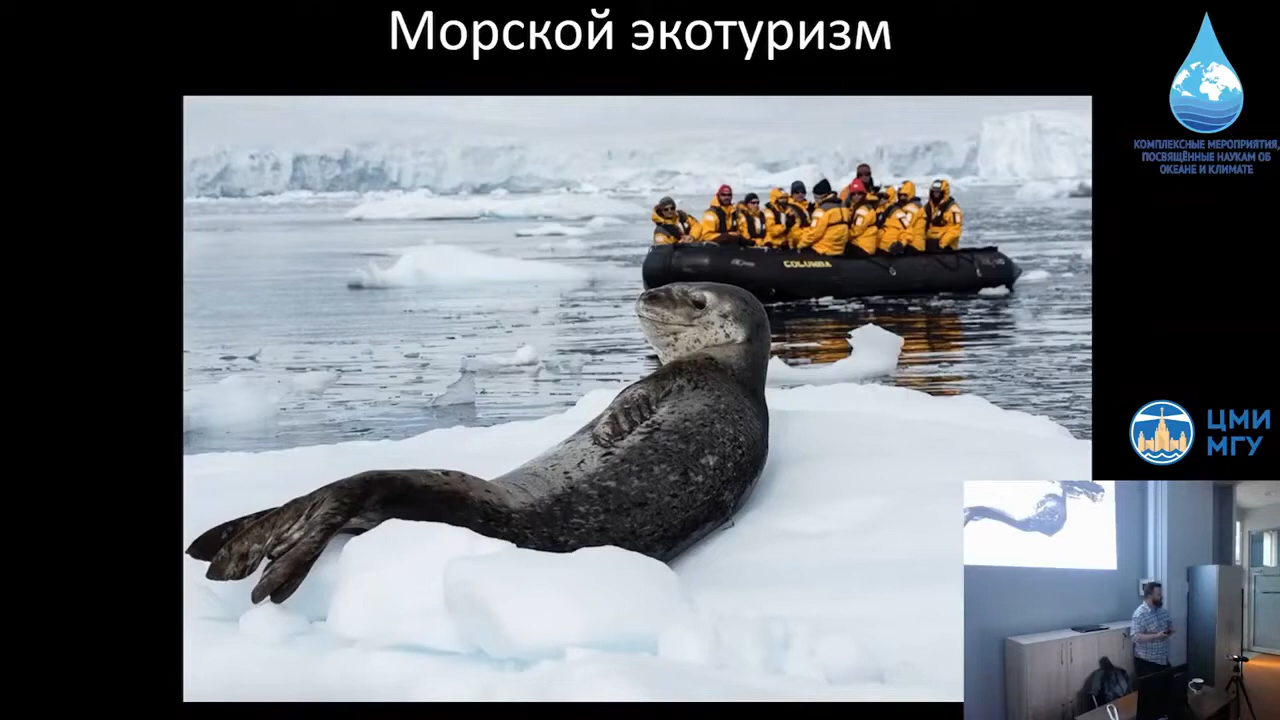 Морской экотуризм
КОМПЛЕКСНЫЕ МЕРОПРИЯТИЯ,
ПОСВЯЩЁННЫЕ НАУКАМ ОБ
ОКЕАНЕ И КЛИМАТЕ
COLUMBIA
ЦМИ
МГУ